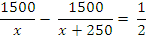 1500/x − 1500/(x + 250) = 1/2